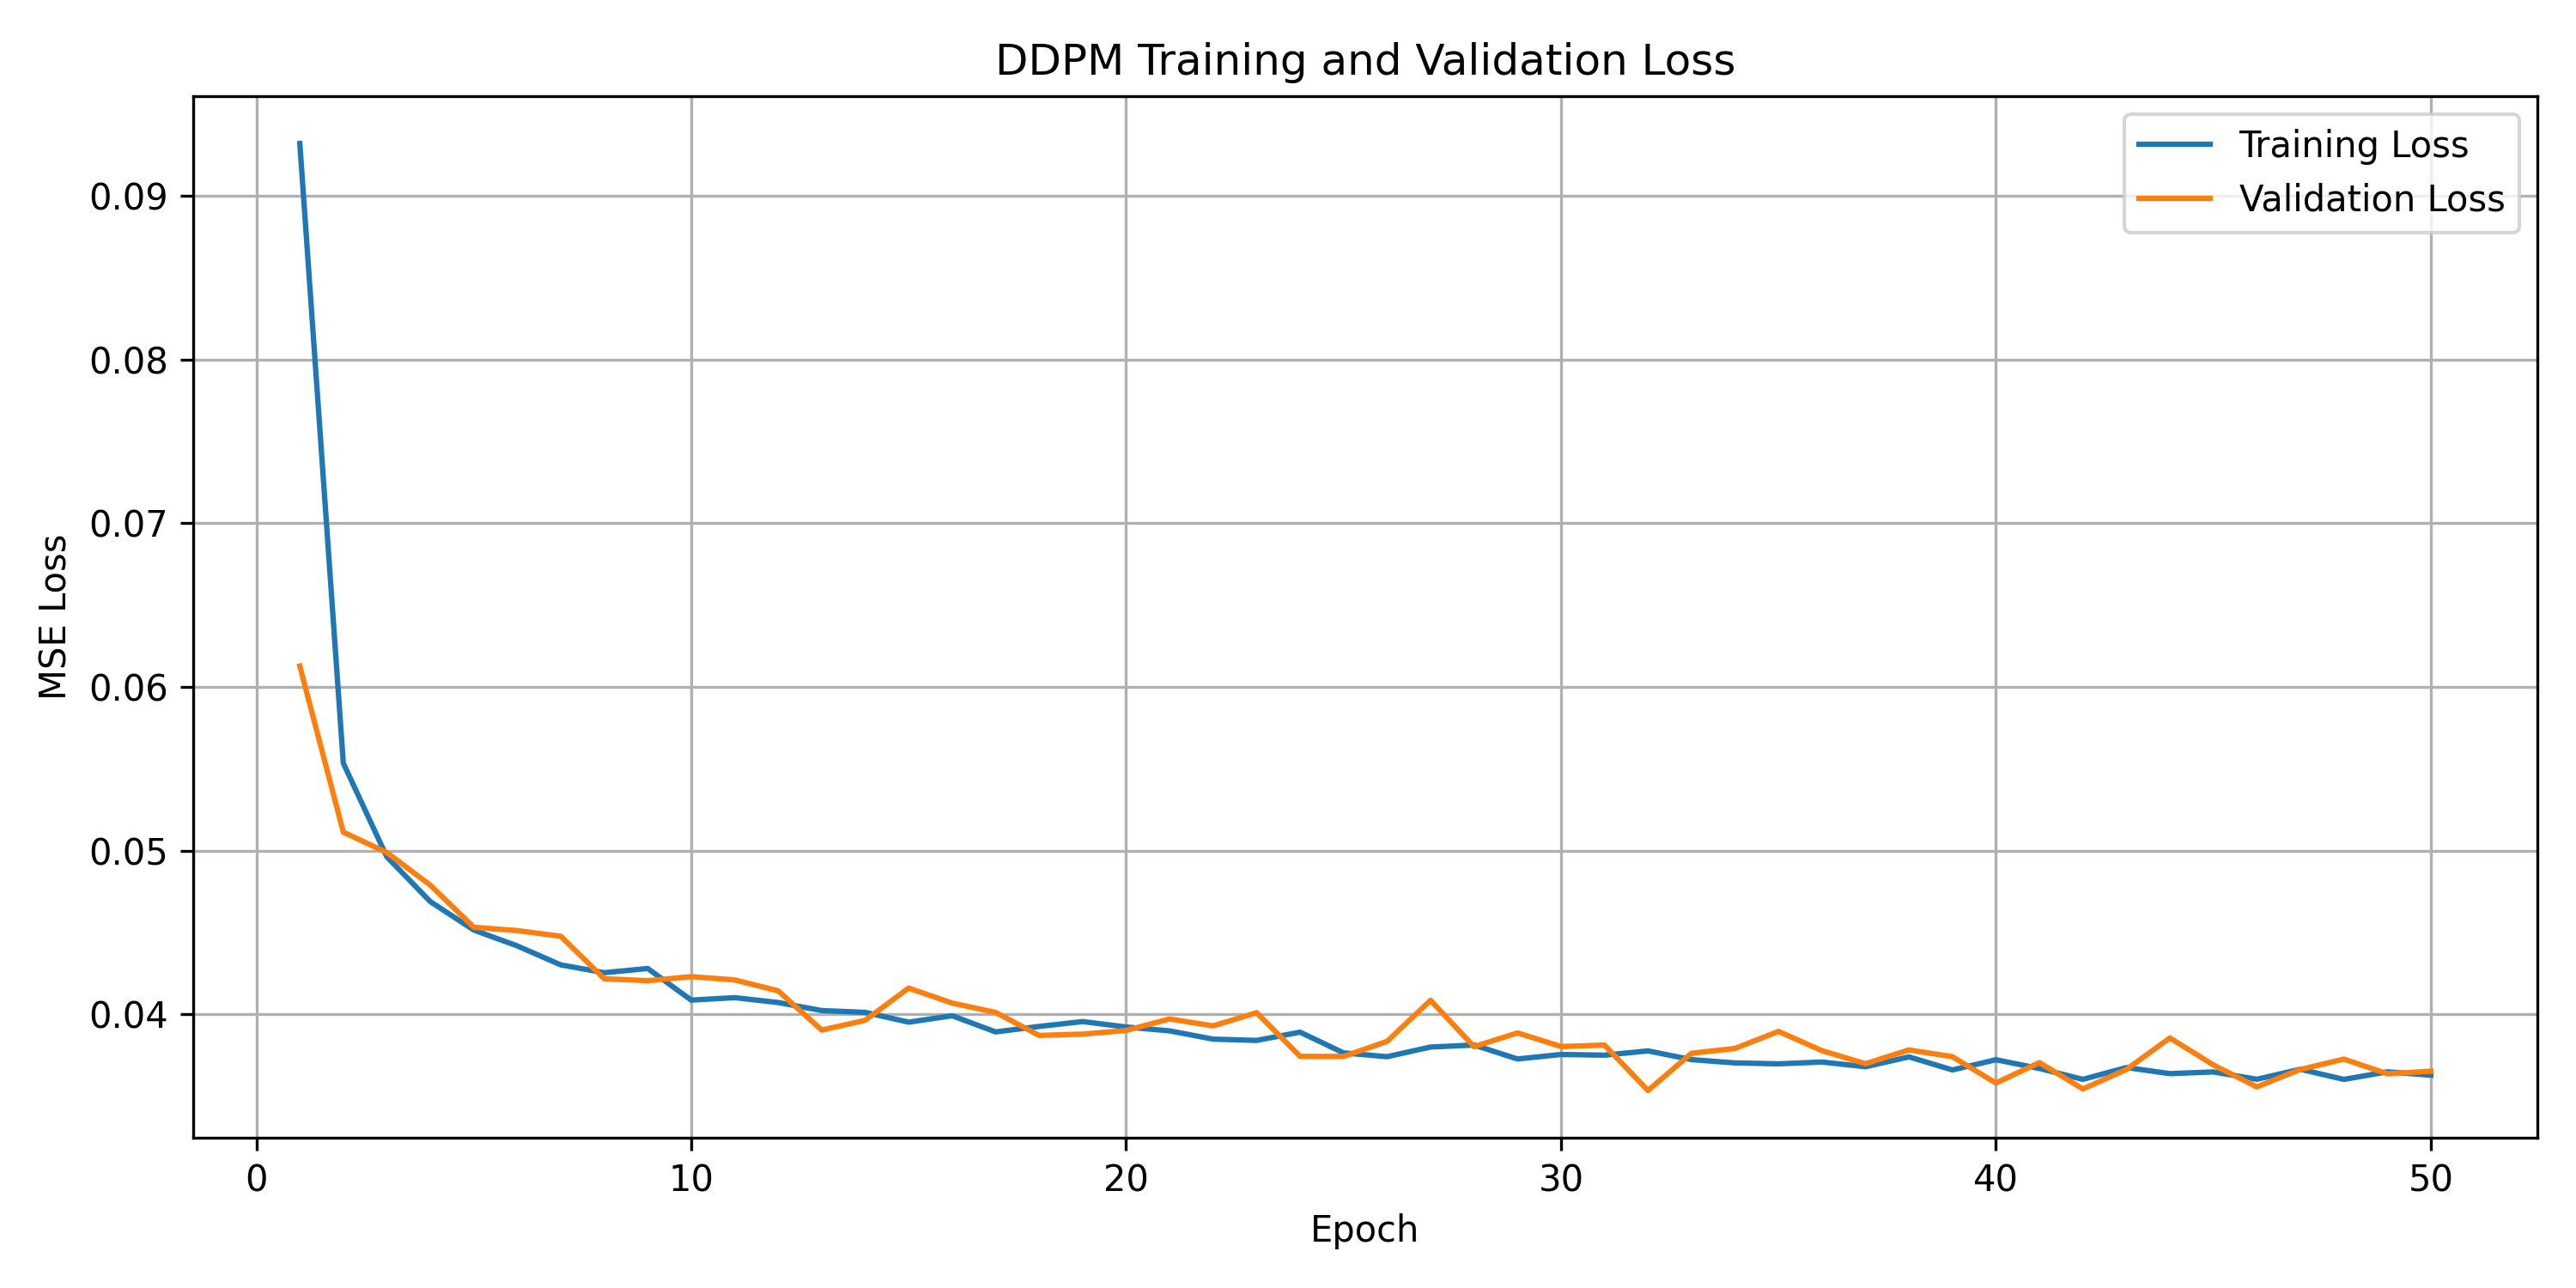 DDPM Training and Validation Loss
Training Loss
Validation Loss
MSE Loss
0.09
0.08
0.07
0.06
0.05
0.04
0 10 20 30 40 50
Epoch